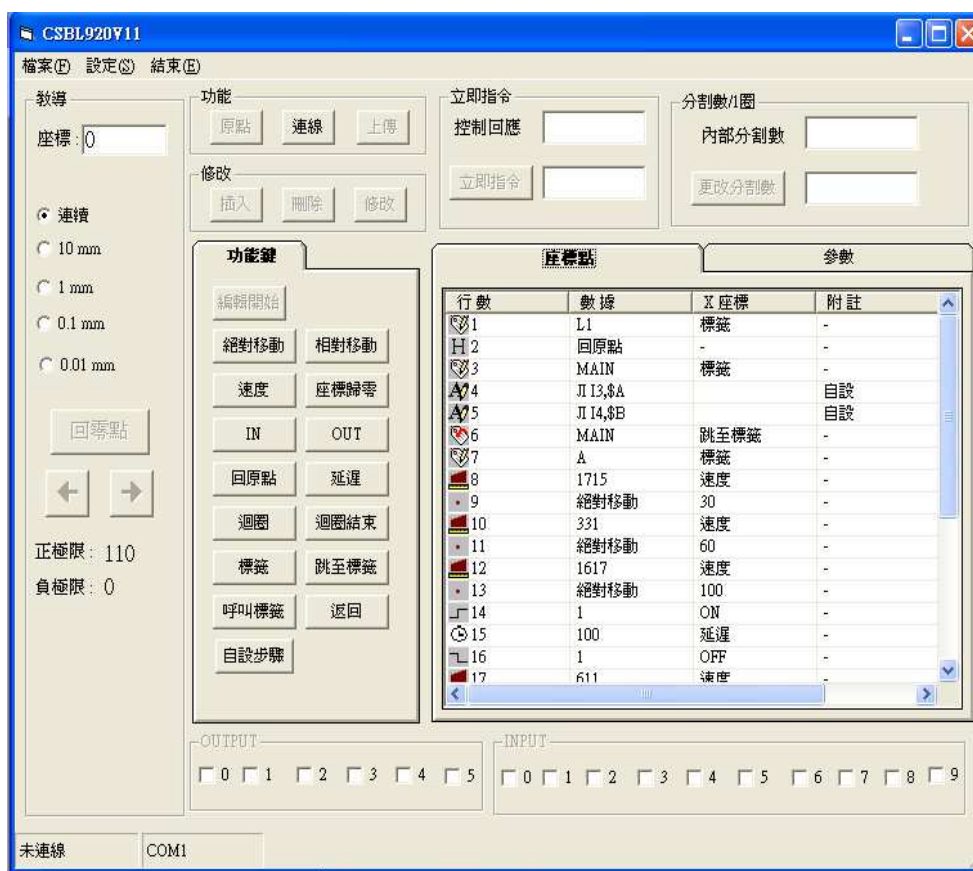 CSBL920V11
檔案(F) 設定(S) 結束(E)
教導
座標 : 0
連續
10 mm
1 mm
0.1 mm
0.01 mm
回零點
正極限 : 110
負極限 : 0
功能
原點 連線 上傳
修改
插入 刪除 修改
立即指令
控制回應
立即指令
分割數/1圈
內部分割數
更改分割數
功能鍵
編輯開始
絕對移動 相對移動
速度 座標歸零
IN OUT
回原點 延遲
迴圈 迴圈結束
標籤 跳至標籤
呼叫標籤 返回
自設步驟
座標點 參數
行數 數據 X座標 附註
1 L1 標籤 -
H 2 回原點 - -
3 MAIN 標籤 -
4 JI I3,$A 自設
5 JI I4,$B 自設
6 MAIN 跳至標籤 -
7 A 標籤 -
8 1715 速度 -
9 絕對移動 30 -
10 331 速度 -
11 絕對移動 60 -
12 1617 速度 -
13 絕對移動 100 -
14 1 ON -
15 100 延遲 -
16 1 OFF -
17 611 速度 -
OUTPUT
0 1 2 3 4 5
INPUT
0 1 2 3 4 5 6 7 8 9
未連線 COM1